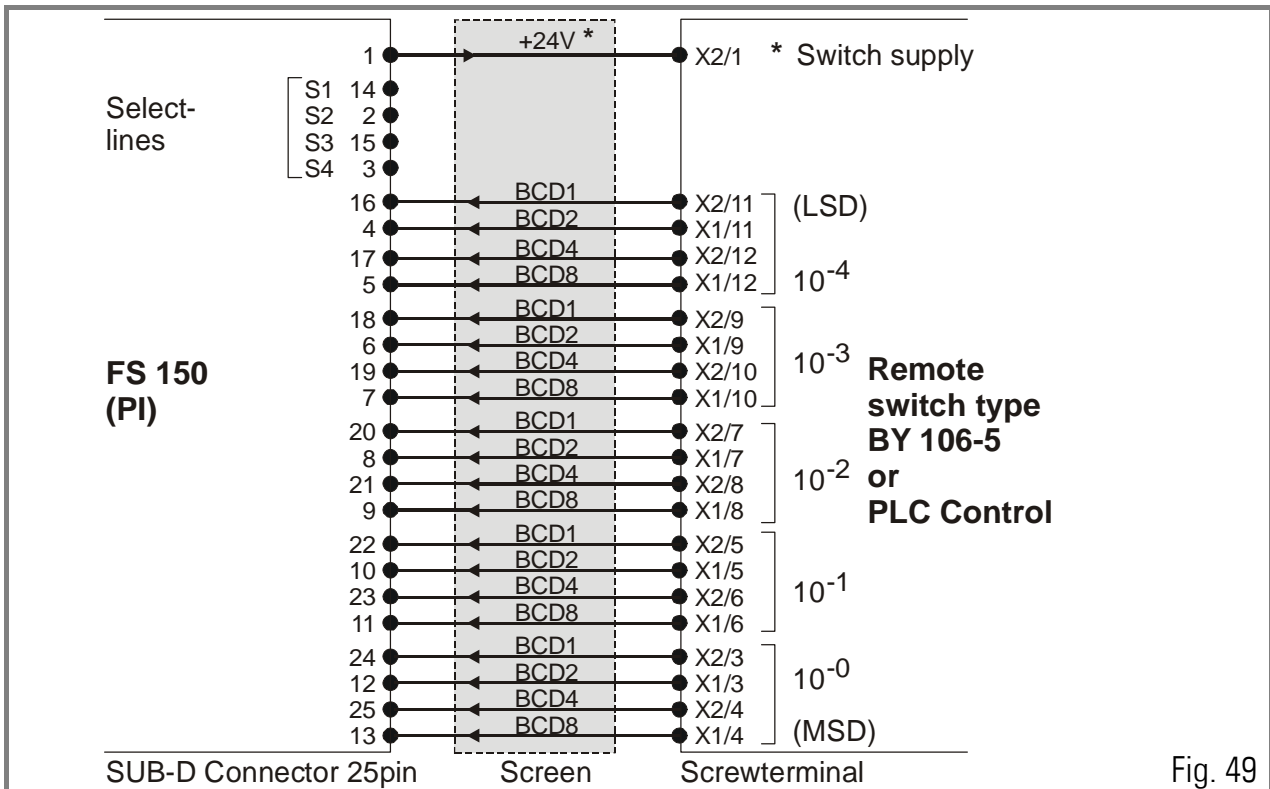 1 +24V * X2/1 * Switch supply
Select-
lines
S1 14
S2 2
S3 15
S4 3
16 BCD1 X2/11 (LSD)
4 BCD2 X1/11
17 BCD4 X2/12
5 BCD8 X1/12 10-4
18 BCD1 X2/9
6 BCD2 X1/9
19 BCD4 X2/10 10-3
7 BCD8 X1/10
20 BCD1 X2/7
8 BCD2 X1/7
21 BCD4 X2/8 10-2
9 BCD8 X1/8
22 BCD1 X2/5
10 BCD2 X1/5
23 BCD4 X2/6 10-1
11 BCD8 X1/6
24 BCD1 X2/3
12 BCD2 X1/3 10-0
25 BCD4 X2/4
13 BCD8 X1/4 (MSD)
FS 150
(PI)
Remote
switch type
BY 106-5
or
PLC Control
SUB-D Connector 25pin Screen Screwterminal Fig. 49